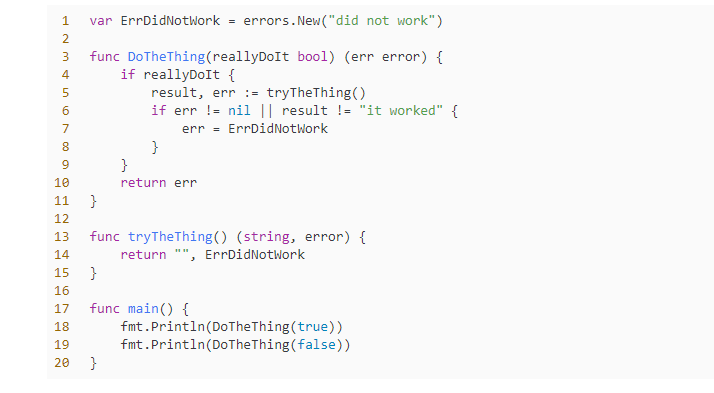 1 var ErrDidNotWork = errors.New("did not work")
2
3 func DoTheThing(reallyDoIt bool) (err error) {
4     if reallyDoIt {
5         result, err := tryTheThing()
6         if err != nil || result != "it worked" {
7             err = ErrDidNotWork
8         }
9     }
10     return err
11 }
12
13 func tryTheThing() (string, error) {
14     return "", ErrDidNotWork
15 }
16
17 func main() {
18     fmt.Println(DoTheThing(true))
19     fmt.Println(DoTheThing(false))
20 }